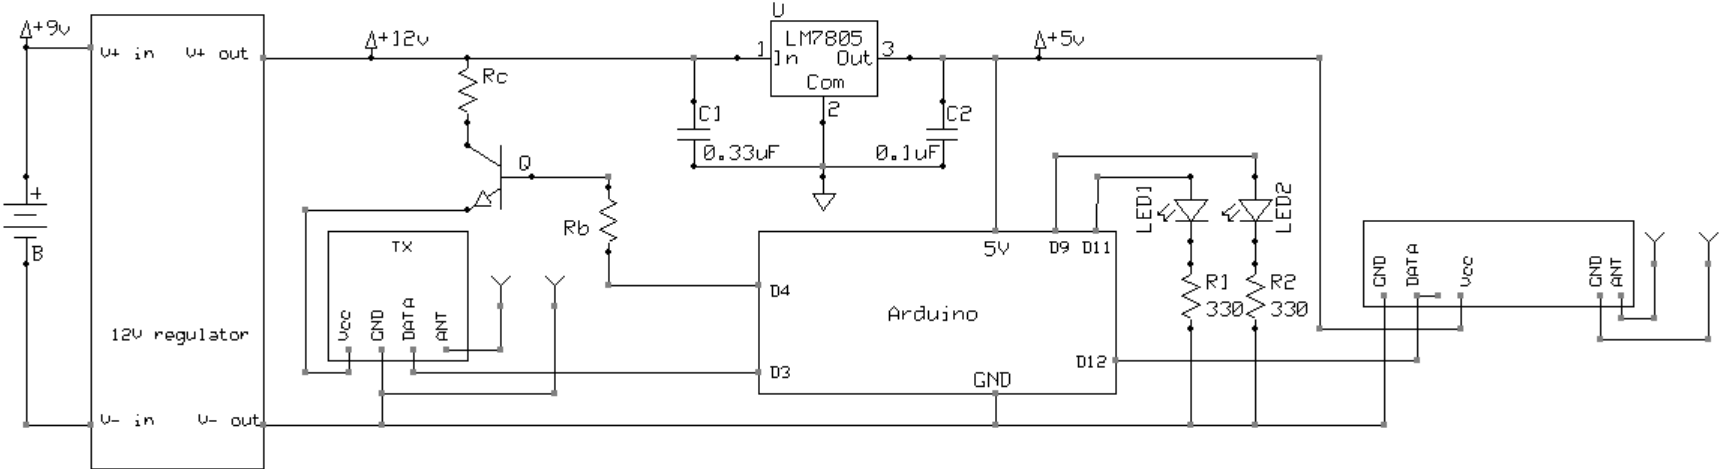 +9v
V+ in V+ out
+12v
Rc
U
LM7805
1 In Out 3
Com
2
+5v
C1
0.33uF
C2
0.1uF
Q
Rb
+
B
TX
Vcc GND DATA ANT
12V regulator
V- in V- out
5V D9 D11
D4
Arduino
D3
D12
GND
LED1
LED2
R1
330
R2
330
GND DATA Vcc GND ANT